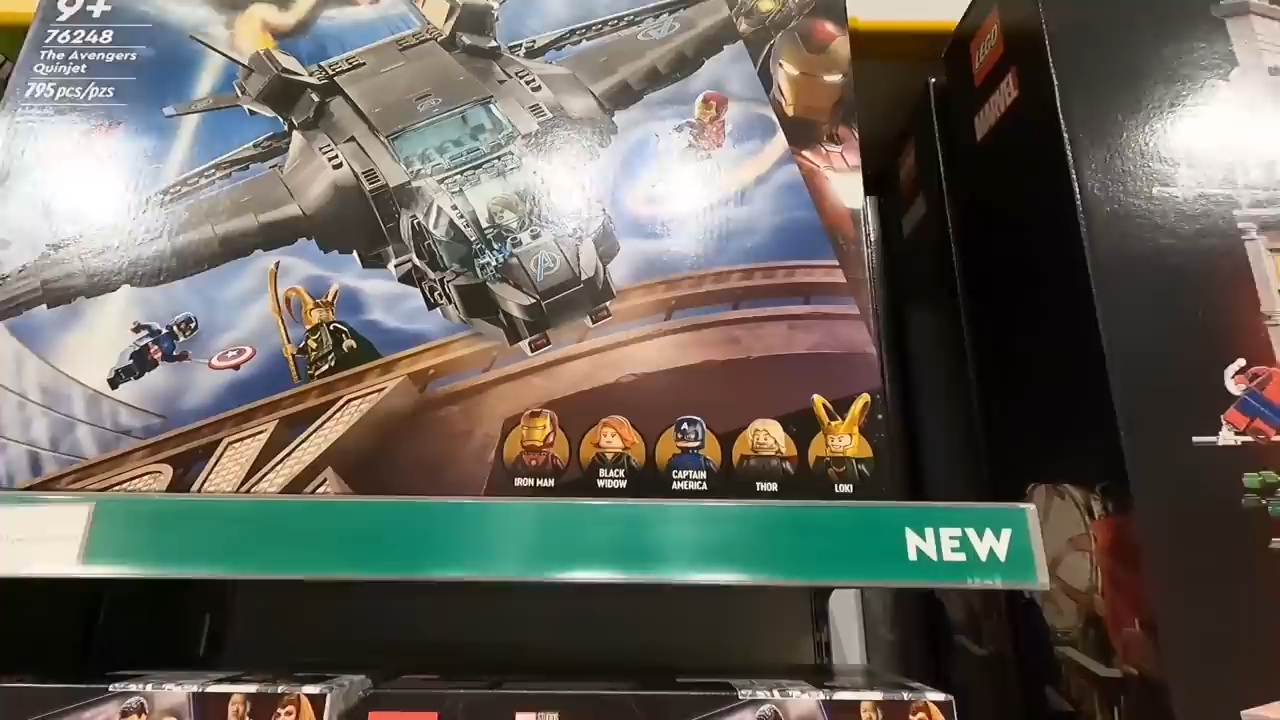 9+
76248
The Avengers
Quinjet
795 pcs/pzs
LEGO
MARVEL
A
IRON MAN
BLACK
WIDOW
CAPTAIN
AMERICA
THOR
LOKI
NEW
STUDIOS